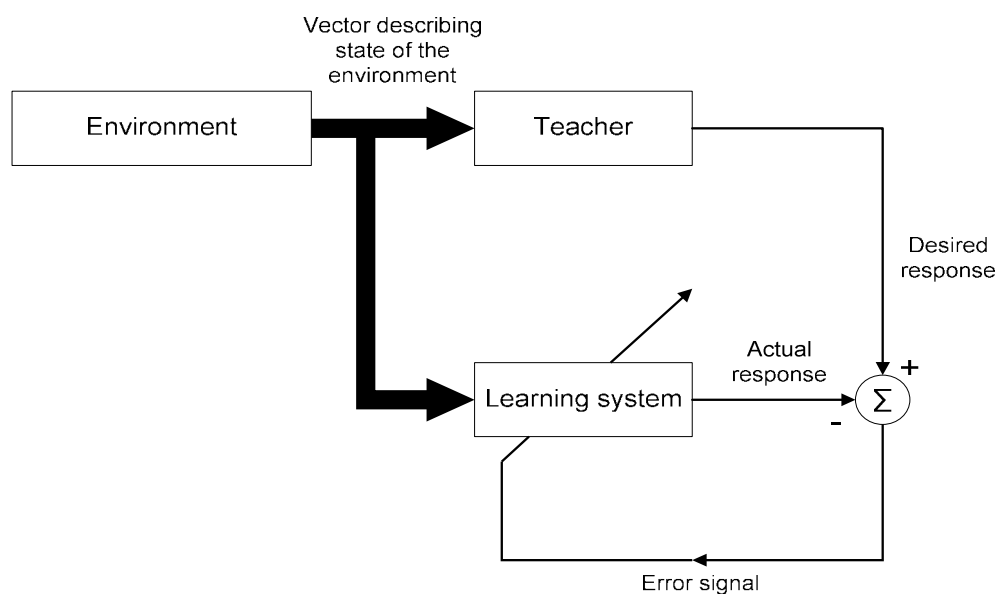 Vector describing
state of the
environment
Environment
Teacher
Desired
response
Actual
response
+
Learning system
Σ
-
Error signal